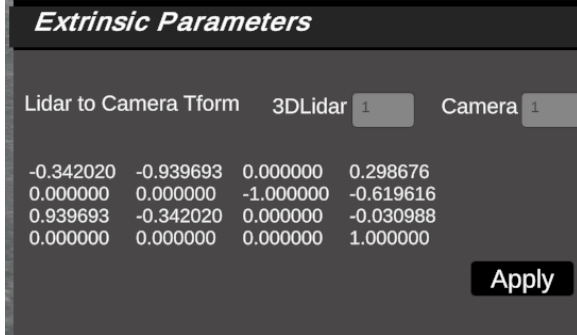 Extrinsic Parameters
Lidar to Camera Tform 3DLidar 1 Camera 1
-0.342020 -0.939693 0.000000 0.298676
0.000000 0.000000 -1.000000 -0.619616
0.939693 -0.342020 0.000000 -0.030988
0.000000 0.000000 0.000000 1.000000
Apply